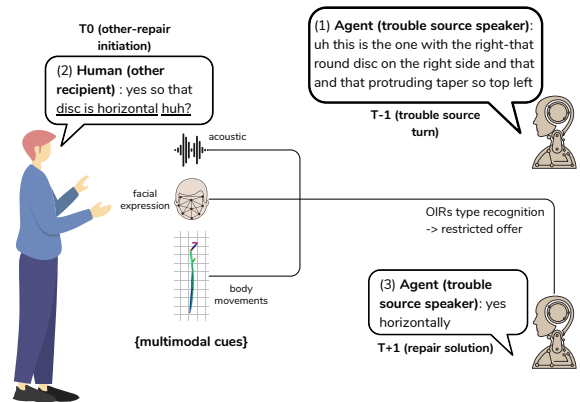 T0 (other-repair
initiation)
(2) Human (other
recipient) : yes so that
disc is horizontal huh?
(1) Agent (trouble source speaker):
uh this is the one with the right-that
round disc on the right side and that
and that protruding taper so top left
T-1 (trouble source
turn)
acoustic
facial
expression
body
movements
{multimodal cues}
OIRs type recognition
-> restricted offer
(3) Agent (trouble
source speaker): yes
horizontally
T+1 (repair solution)